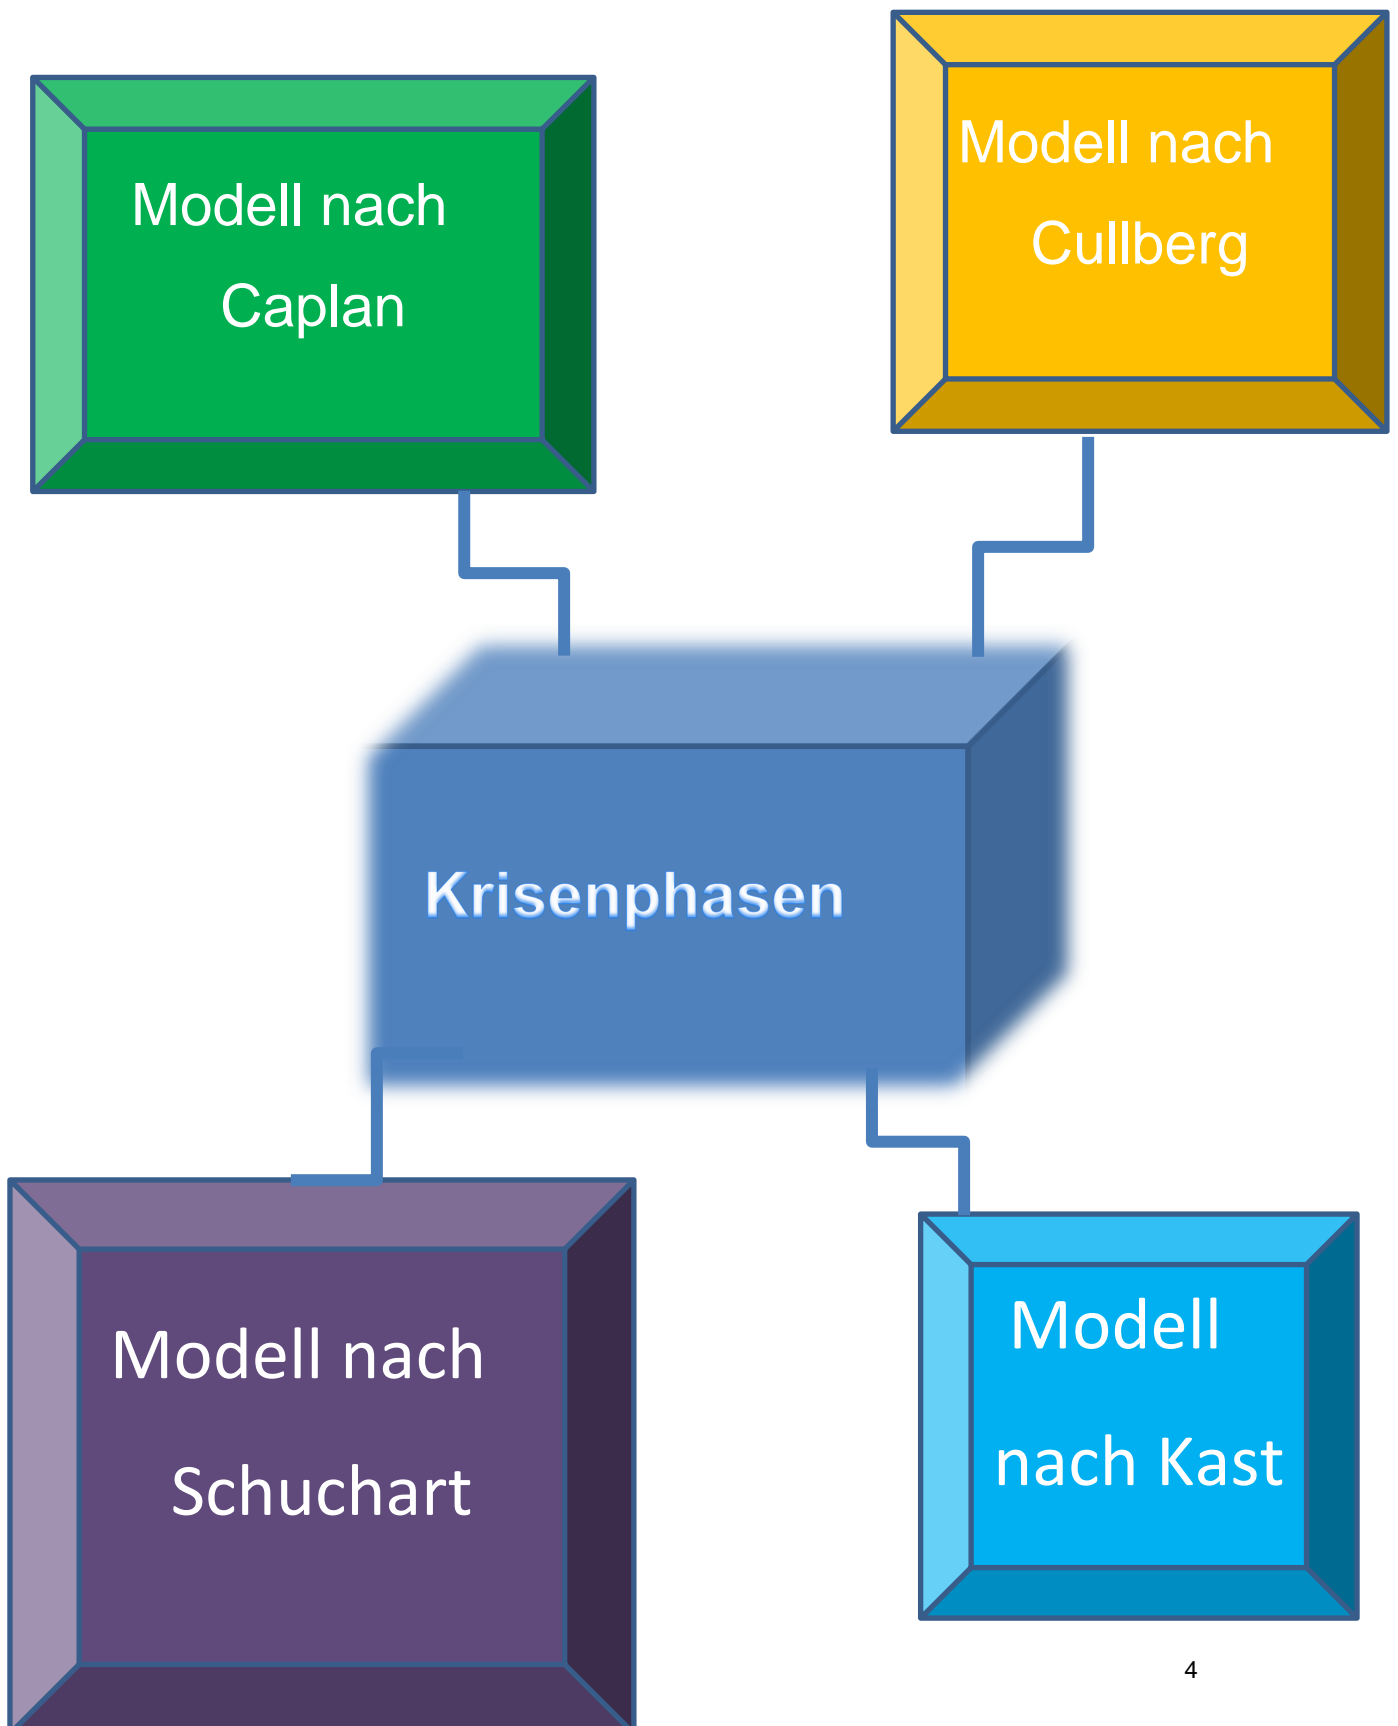 Modell nach
Caplan
Modell nach
Cullberg
Krisenphasen
Modell nach
Schuchart
Modell
nach Kast
4